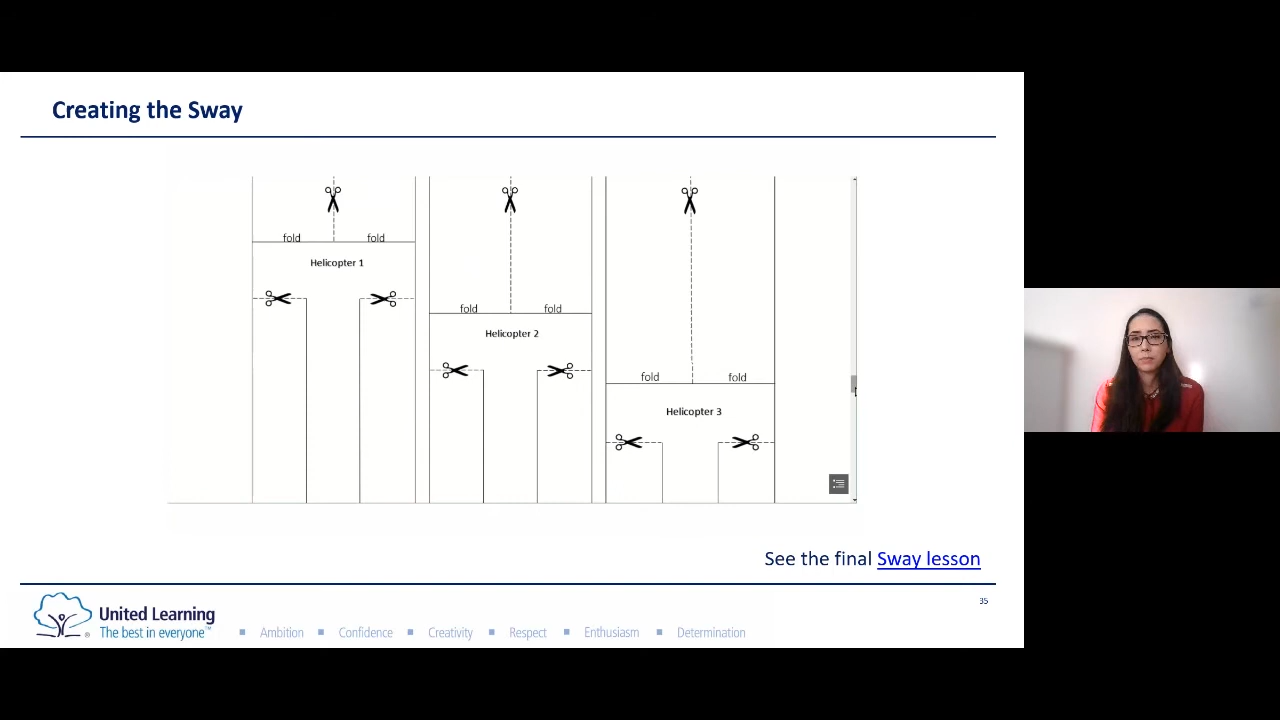 Creating the Sway
fold fold
Helicopter 1
fold fold
Helicopter 2
fold fold
Helicopter 3
See the final Sway lesson
35
United Learning
The best in everyone™
®
■ Ambition ■ Confidence ■ Creativity ■ Respect ■ Enthusiasm ■ Determination